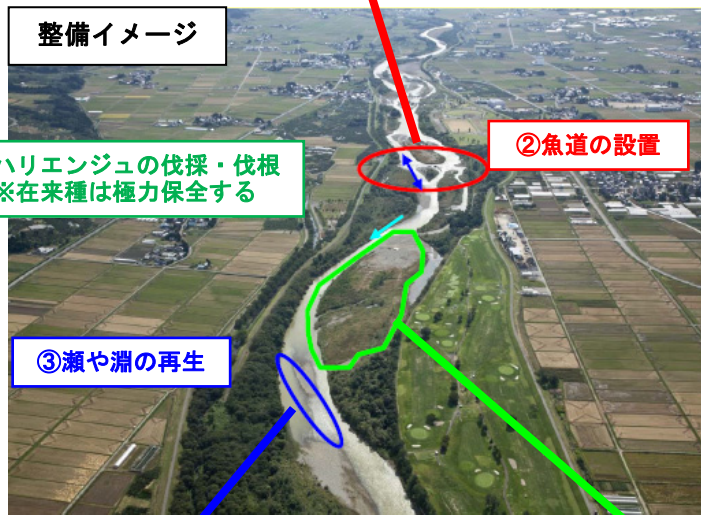 整備イメージ
②魚道の設置
ハリエンジュの伐採・伐根
※在来種は極力保全する
③瀬や淵の再生